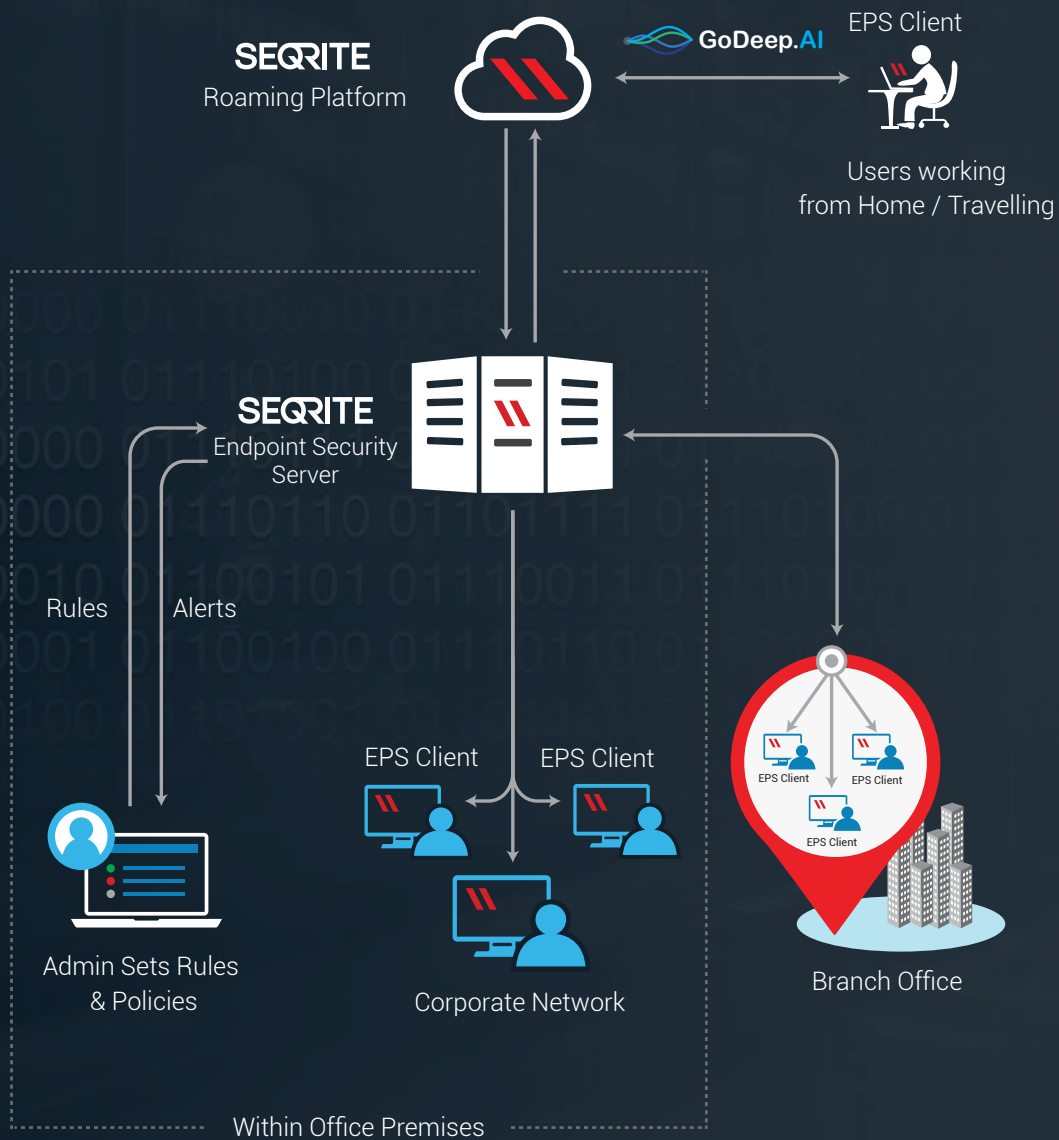 SEQRITE
Roaming Platform
GoDeep.AI
EPS Client
Users working
from Home / Travelling
SEQRITE
Endpoint Security
Server
Rules
Alerts
EPS Client
EPS Client
EPS Client
EPS Client
EPS Client
Admin Sets Rules
& Policies
Corporate Network
Branch Office
Within Office Premises